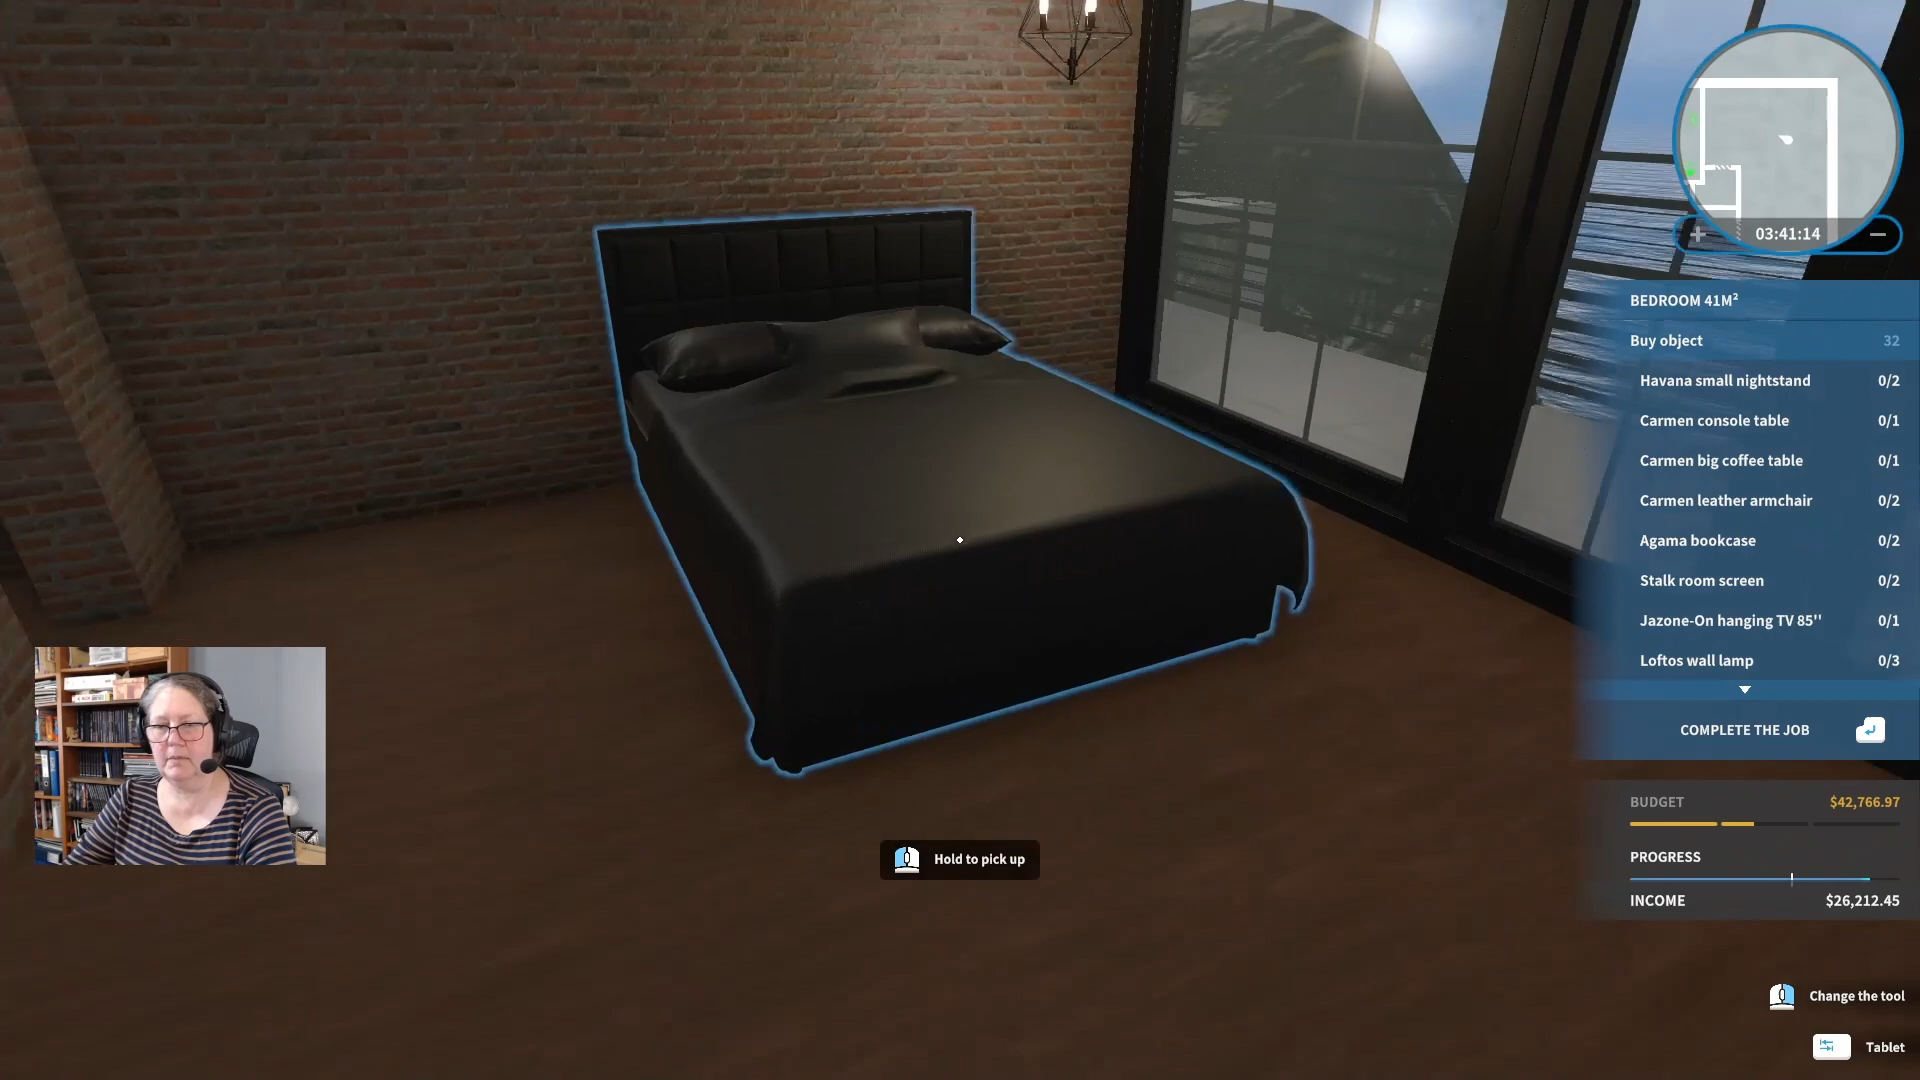 03:41:14
BEDROOM 41M²
Buy object 32
Havana small nightstand 0/2
Carmen console table 0/1
Carmen big coffee table 0/1
Carmen leather armchair 0/2
Agama bookcase 0/2
Stalk room screen 0/2
Jazone-On hanging TV 85'' 0/1
Loftos wall lamp 0/3
COMPLETE THE JOB
BUDGET $42,766.97
PROGRESS
Hold to pick up
INCOME $26,212.45
Change the tool
Tablet